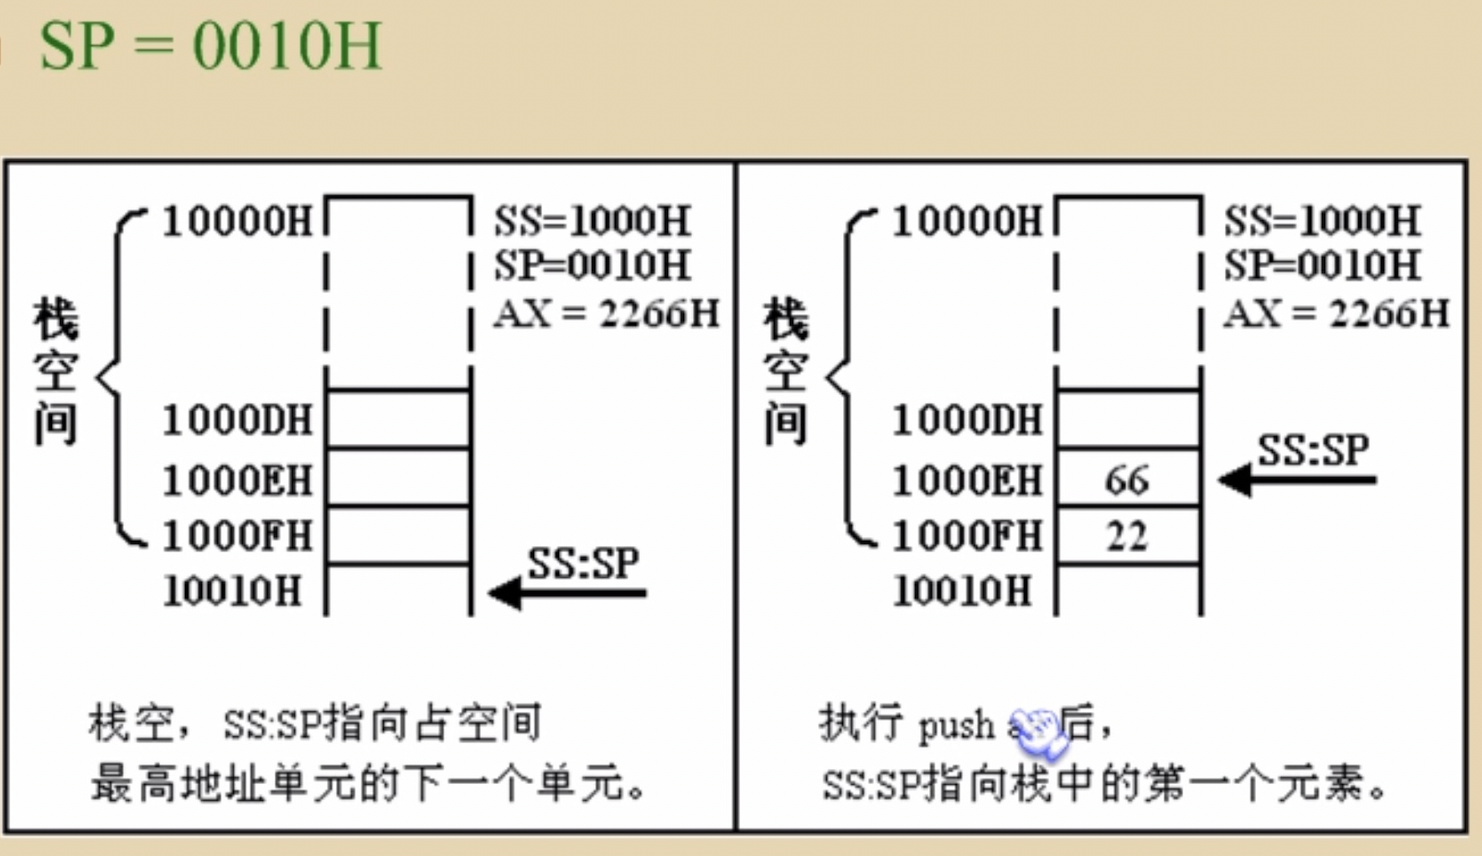 SP = 0010H
栈空间
10000H
1000DH
1000EH
1000FH
10010H
SS=1000H
SP=0010H
AX = 2266H
SS:SP
栈空，SS:SP指向占空间
最高地址单元的下一个单元。
栈空间
10000H
1000DH
1000EH
1000FH
10010H
66
22
SS=1000H
SP=0010H
AX = 2266H
SS:SP
执行 push 后，
SS:SP指向栈中的第一个元素。